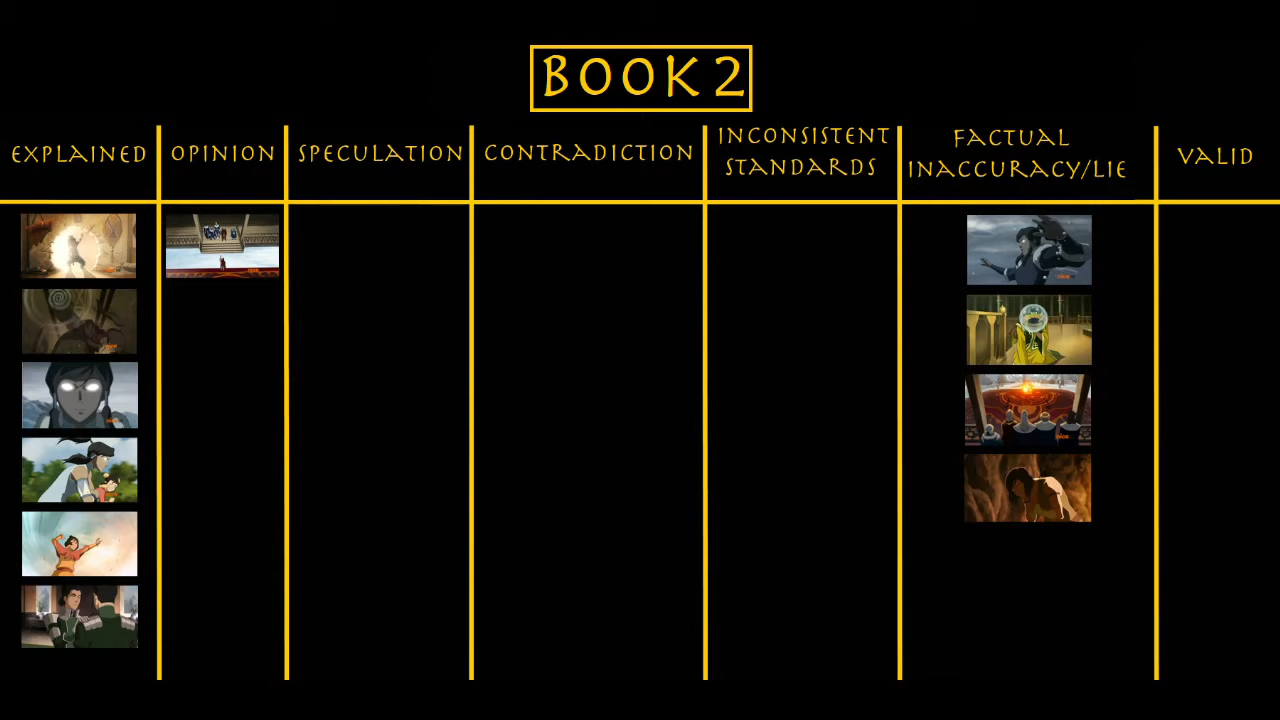 BOOK 2
EXPLAINED
OPINION
SPECULATION
CONTRADICTION
INCONSISTENT
STANDARDS
FACTUAL
INACCURACY/LIE
VALID